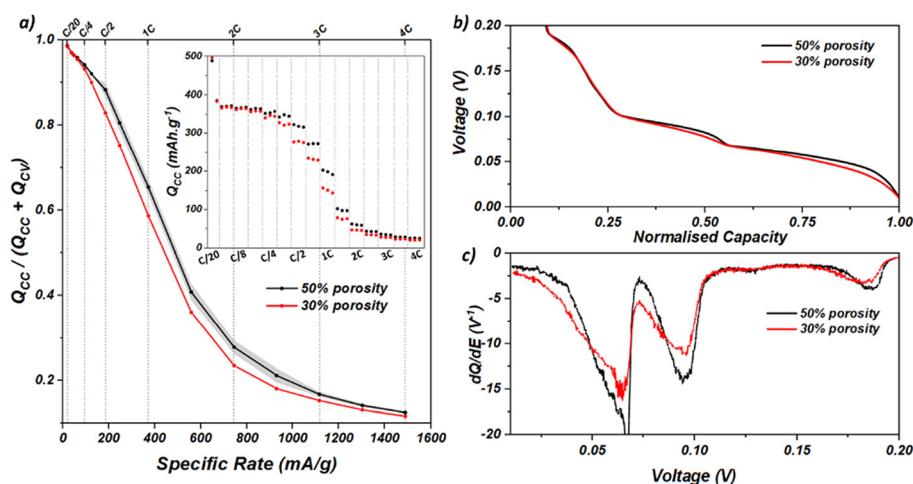 a)
C/20
C/4
C/2
1C
2C
3C
4C
1.0
0.8
0.6
0.4
0.2
Q_CC / (Q_CC + Q_CV)
500
400
300
200
100
0
Q_CC (mAh.g⁻¹)
C/20 C/8 C/4 C/2 1C 2C 3C 4C
50% porosity
30% porosity
0 200 400 600 800 1000 1200 1400 1600
Specific Rate (mA/g)
b)
0.20
0.15
0.10
0.05
0.00
Voltage (V)
50% porosity
30% porosity
0.00 0.25 0.50 0.75 1.00
Normalised Capacity
c)
0
-5
-10
-15
-20
dQ/dE (V⁻¹)
50% porosity
30% porosity
0.05 0.10 0.15 0.20
Voltage (V)